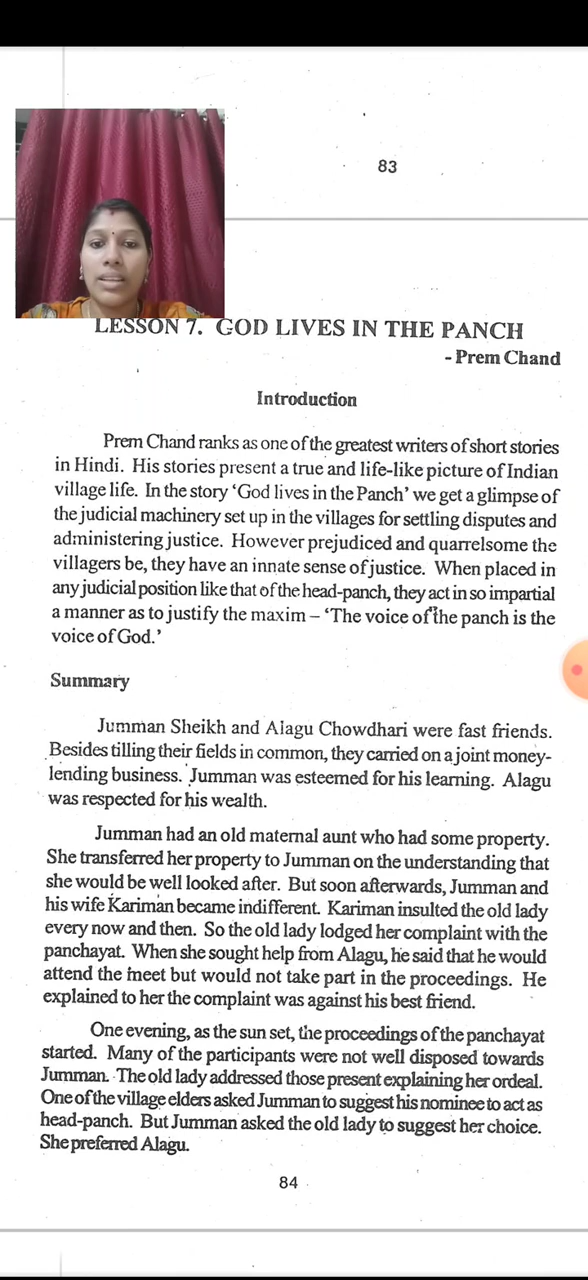 83
LESSON 7. GOD LIVES IN THE PANCH
- Prem Chand
Introduction
Prem Chand ranks as one of the greatest writers of short stories
in Hindi. His stories present a true and life-like picture of Indian
village life. In the story ‘God lives in the Panch’ we get a glimpse of
the judicial machinery set up in the villages for settling disputes and
administering justice. However prejudiced and quarrelsome the
villagers be, they have an innate sense of justice. When placed in
any judicial position like that of the head-panch, they act in so impartial
a manner as to justify the maxim – ‘The voice of the panch is the
voice of God.’
Summary
Jumman Sheikh and Alagu Chowdhari were fast friends.
Besides tilling their fields in common, they carried on a joint money-
lending business. Jumman was esteemed for his learning. Alagu
was respected for his wealth.
Jumman had an old maternal aunt who had some property.
She transferred her property to Jumman on the understanding that
she would be well looked after. But soon afterwards, Jumman and
his wife Kariman became indifferent. Kariman insulted the old lady
every now and then. So the old lady lodged her complaint with the
panchayat. When she sought help from Alagu, he said that he would
attend the meet but would not take part in the proceedings. He
explained to her the complaint was against his best friend.
One evening, as the sun set, the proceedings of the panchayat
started. Many of the participants were not well disposed towards
Jumman. The old lady addressed those present explaining her ordeal.
One of the village elders asked Jumman to suggest his nominee to act as
head-panch. But Jumman asked the old lady to suggest her choice.
She preferred Alagu.
84